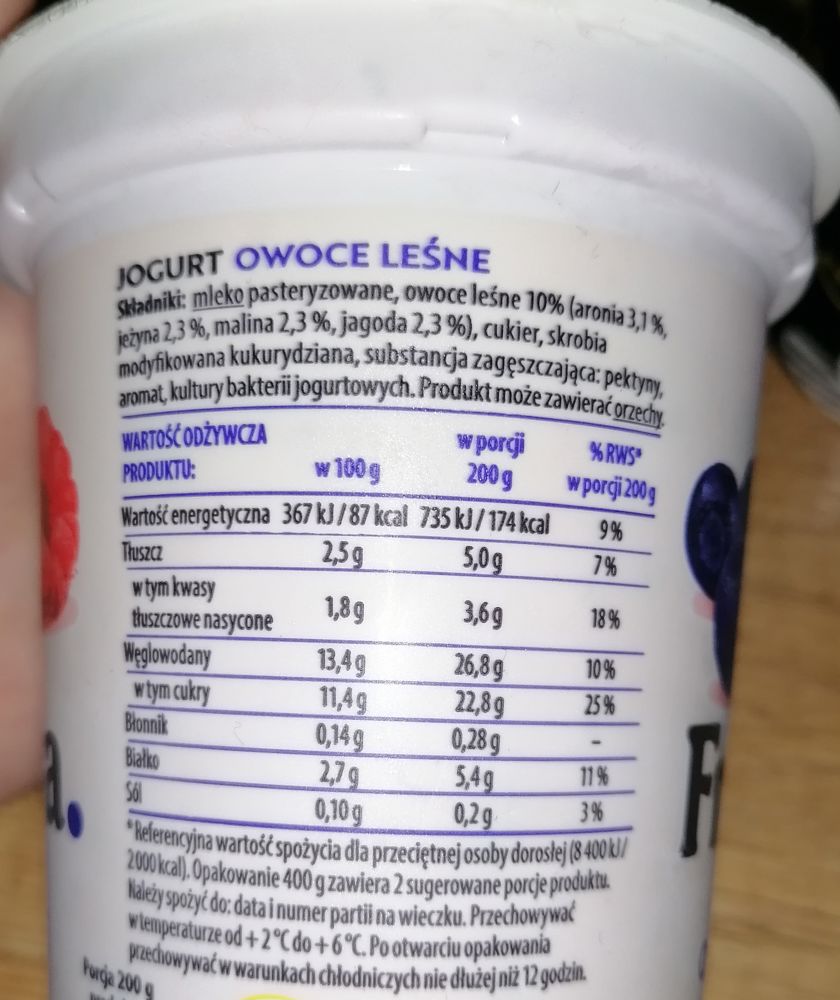 JOGURT OWOCE LEŚNE
Składniki: mleko pasteryzowane, owoce leśne 10% (aronia 3,1 %,
jeżyna 2,3 %, malina 2,3 %, jagoda 2,3 %), cukier, skrobia
modyfikowana kukurydziana, substancja zagęszczająca: pektyny,
aromat, kultury bakterii jogurtowych. Produkt może zawierać orzechy.
WARTOŚĆ ODŻYWCZA PRODUKTU: w 100 g w porcji 200 g % RWS* w porcji 200 g
Wartość energetyczna 367 kJ / 87 kcal 735 kJ / 174 kcal 9 %
Tłuszcz 2,5 g 5,0 g 7 %
w tym kwasy
tłuszczowe nasycone 1,8 g 3,6 g 18 %
Węglowodany 13,4 g 26,8 g 10 %
w tym cukry 11,4 g 22,8 g 25 %
Błonnik 0,14 g 0,28 g –
Białko 2,7 g 5,4 g 11 %
Sól 0,10 g 0,2 g 3 %
*Referencyjna wartość spożycia dla przeciętnej osoby dorosłej (8 400 kJ/
2 000 kcal). Opakowanie 400 g zawiera 2 sugerowane porcje produktu.
Należy spożyć do: data i numer partii na wieczku. Przechowywać
w temperaturze od + 2 °C do + 6 °C. Po otwarciu opakowania
przechowywać w warunkach chłodniczych nie dłużej niż 12 godzin.
Porcja 200 g
a.